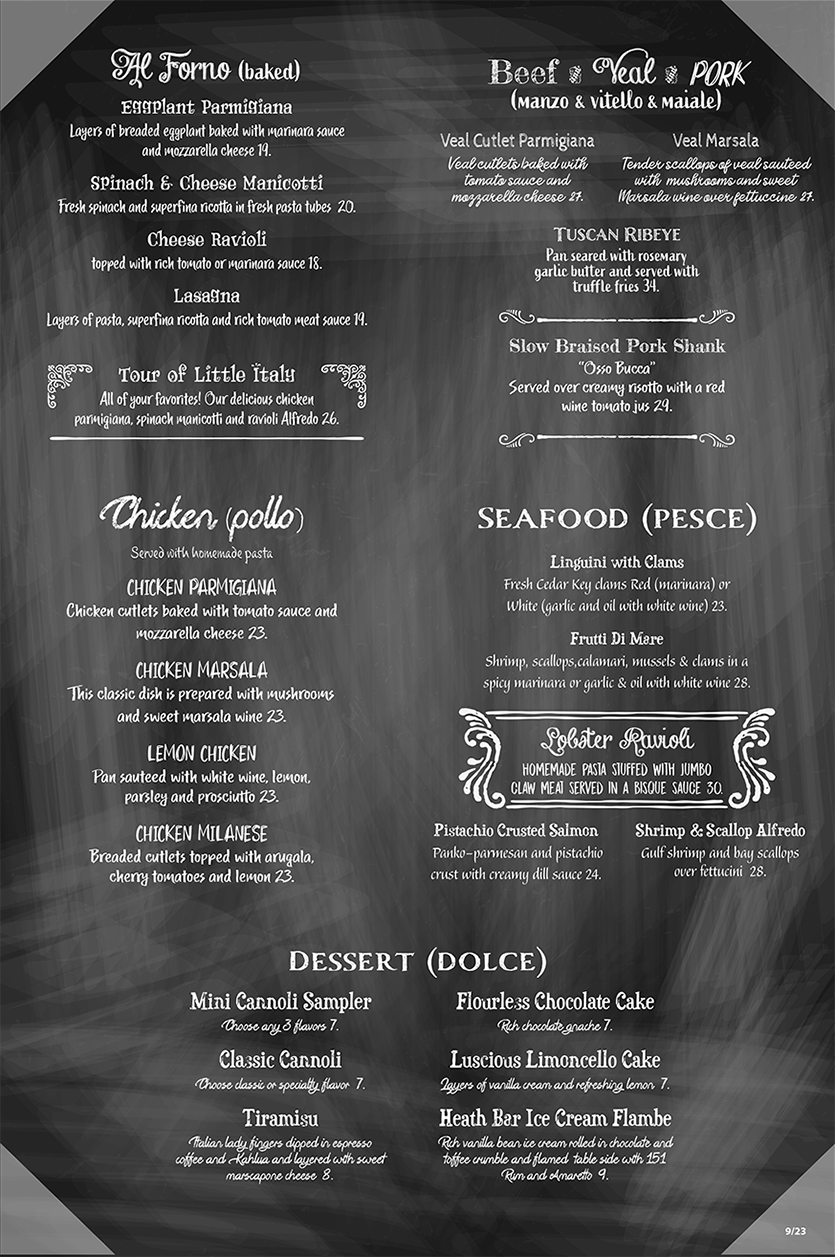 Al Forno (baked)
Eggplant Parmigiana
Layers of breaded eggplant baked with marinara sauce
and mozzarella cheese 19.
Spinach & Cheese Manicotti
Fresh spinach and superfina ricotta in fresh pasta tubes 20.
Cheese Ravioli
topped with rich tomato or marinara sauce 18.
Lasagna
Layers of pasta, superfina ricotta and rich tomato meat sauce 19.
Tour of Little Italy
All of your favorites! Our delicious chicken
parmigiana, spinach manicotti and ravioli Alfredo 26.
Chicken (pollo)
Served with homemade pasta
CHICKEN PARMIGIANA
Chicken cutlets baked with tomato sauce and
mozzarella cheese 23.
CHICKEN MARSALA
This classic dish is prepared with mushrooms
and sweet marsala wine 23.
LEMON CHICKEN
Pan sauteed with white wine, lemon,
parsley and prosciutto 23.
CHICKEN MILANESE
Breaded cutlets topped with arugala,
cherry tomatoes and lemon 23.
Beef & Veal & PORK
(manzo & vitello & maiale)
Veal Cutlet Parmigiana
Veal cutlets baked with
tomato sauce and
mozzarella cheese 27.
Veal Marsala
Tender scallops of veal sauteed
with mushrooms and sweet
Marsala wine over fettuccine 27.
TUSCAN RIBEYE
Pan seared with rosemary
garlic butter and served with
truffle fries 34.
Slow Braised Pork Shank
"Osso Bucca"
Served over creamy risotto with a red
wine tomato jus 29.
SEAFOOD (PESCE)
Linguini with Clams
Fresh Cedar Key clams Red (marinara) or
White (garlic and oil with white wine) 23.
Frutti Di Mare
Shrimp, scallops,calamari, mussels & clams in a
spicy marinara or garlic & oil with white wine 28.
Lobster Ravioli
HOMEMADE PASTA STUFFED WITH JUMBO
CLAW MEAT SERVED IN A BISQUE SAUCE 30.
Pistachio Crusted Salmon
Panko-parmesan and pistachio
crust with creamy dill sauce 24.
Shrimp & Scallop Alfredo
Gulf shrimp and bay scallops
over fettucini 28.
DESSERT (DOLCE)
Mini Cannoli Sampler
Choose any 3 flavors 7.
Classic Cannoli
Choose classic or specialty flavor 7.
Tiramisu
Italian lady fingers dipped in espresso
coffee and Kahlua and layered with sweet
marscapone cheese 8.
Flourless Chocolate Cake
Rich chocolate gnache 7.
Luscious Limoncello Cake
Layers of vanilla cream and refreshing lemon 7.
Heath Bar Ice Cream Flambe
Rich vanilla bean ice cream rolled in chocolate and
toffee crumble and flamed table side with 151
Rum and Amaretto 9.
9/23